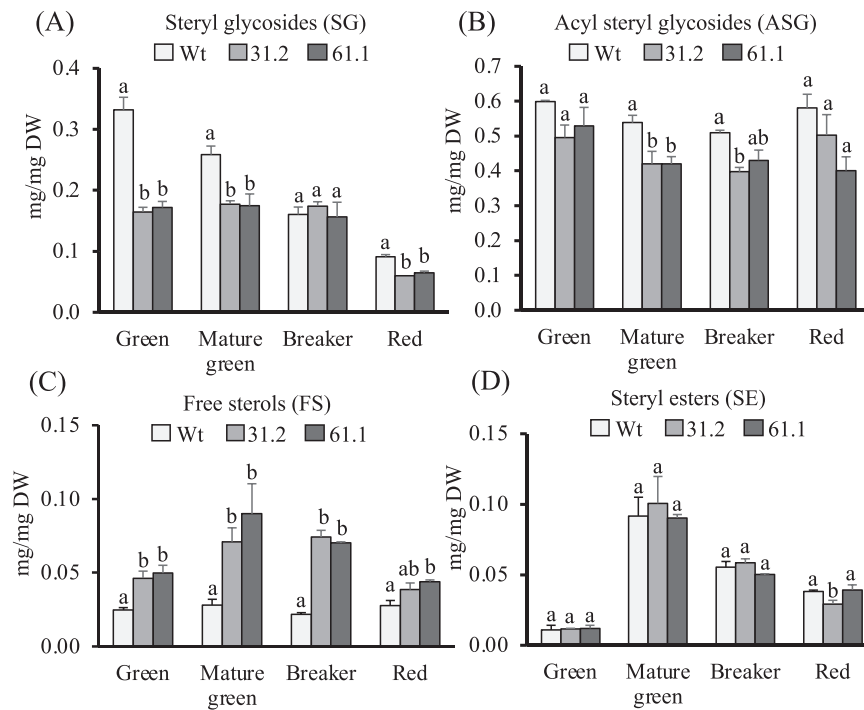 (A)
Steryl glycosides (SG)
Wt 31.2 61.1
mg/mg DW
0.4
0.3
0.2
0.1
0.0
a b b a b b a a a a b b
Green Mature green Breaker Red
(B)
Acyl steryl glycosides (ASG)
Wt 31.2 61.1
mg/mg DW
0.7
0.6
0.5
0.4
0.3
0.2
0.1
0.0
a a a a b b a b ab a a a
Green Mature green Breaker Red
(C)
Free sterols (FS)
Wt 31.2 61.1
mg/mg DW
0.15
0.10
0.05
0.00
a b b a b b a b b a ab b
Green Mature green Breaker Red
(D)
Steryl esters (SE)
Wt 31.2 61.1
mg/mg DW
0.15
0.10
0.05
0.00
a a a a a a a a a a b a
Green Mature green Breaker Red